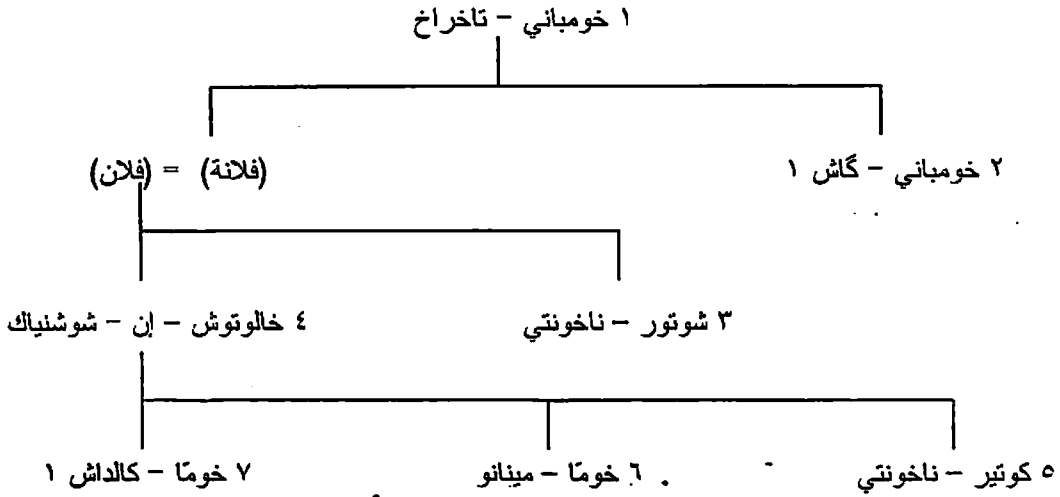 ١ خومباني – تاخراخ
٢ خومباني – گاش ١
(فلانة) = (فلان)
٣ شوتور – ناخونتي
٤ خالوتوش – إن – شوشنياك
٥ كوتير – ناخونتي
٦ خومّا – مينانو
٧ خومّا – كالداش ١